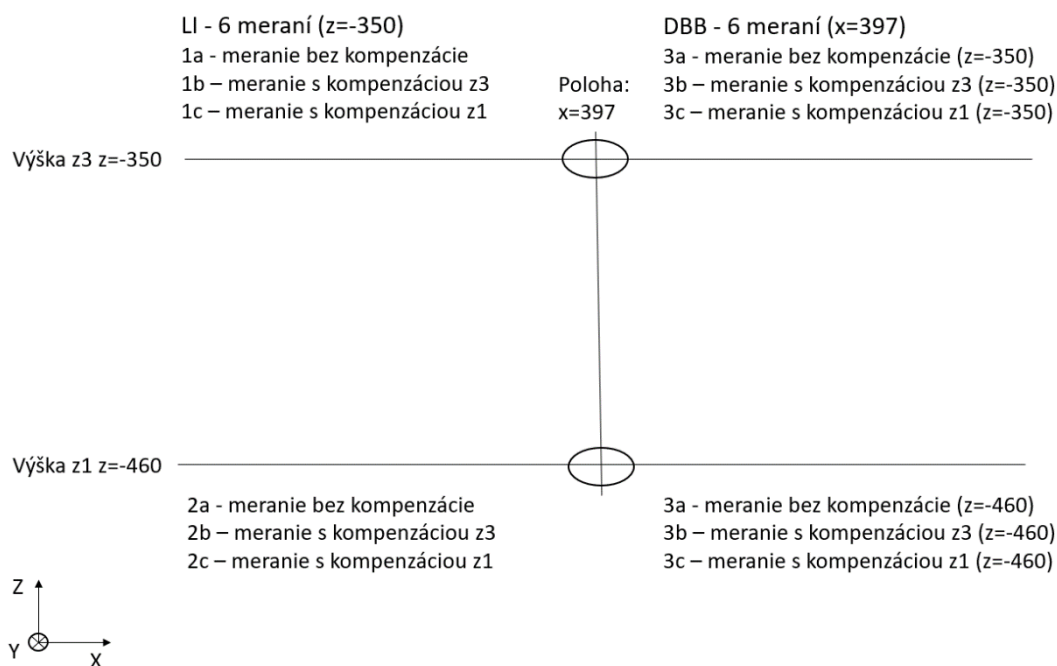 LI - 6 meraní (z=-350)
1a - meranie bez kompenzácie
1b – meranie s kompenzáciou z3
1c – meranie s kompenzáciou z1
Poloha:
x=397
DBB - 6 meraní (x=397)
3a - meranie bez kompenzácie (z=-350)
3b – meranie s kompenzáciou z3 (z=-350)
3c – meranie s kompenzáciou z1 (z=-350)
Výška z3 z=-350
Výška z1 z=-460
2a - meranie bez kompenzácie
2b – meranie s kompenzáciou z3
2c – meranie s kompenzáciou z1
3a - meranie bez kompenzácie (z=-460)
3b – meranie s kompenzáciou z3 (z=-460)
3c – meranie s kompenzáciou z1 (z=-460)
Z
Y
X